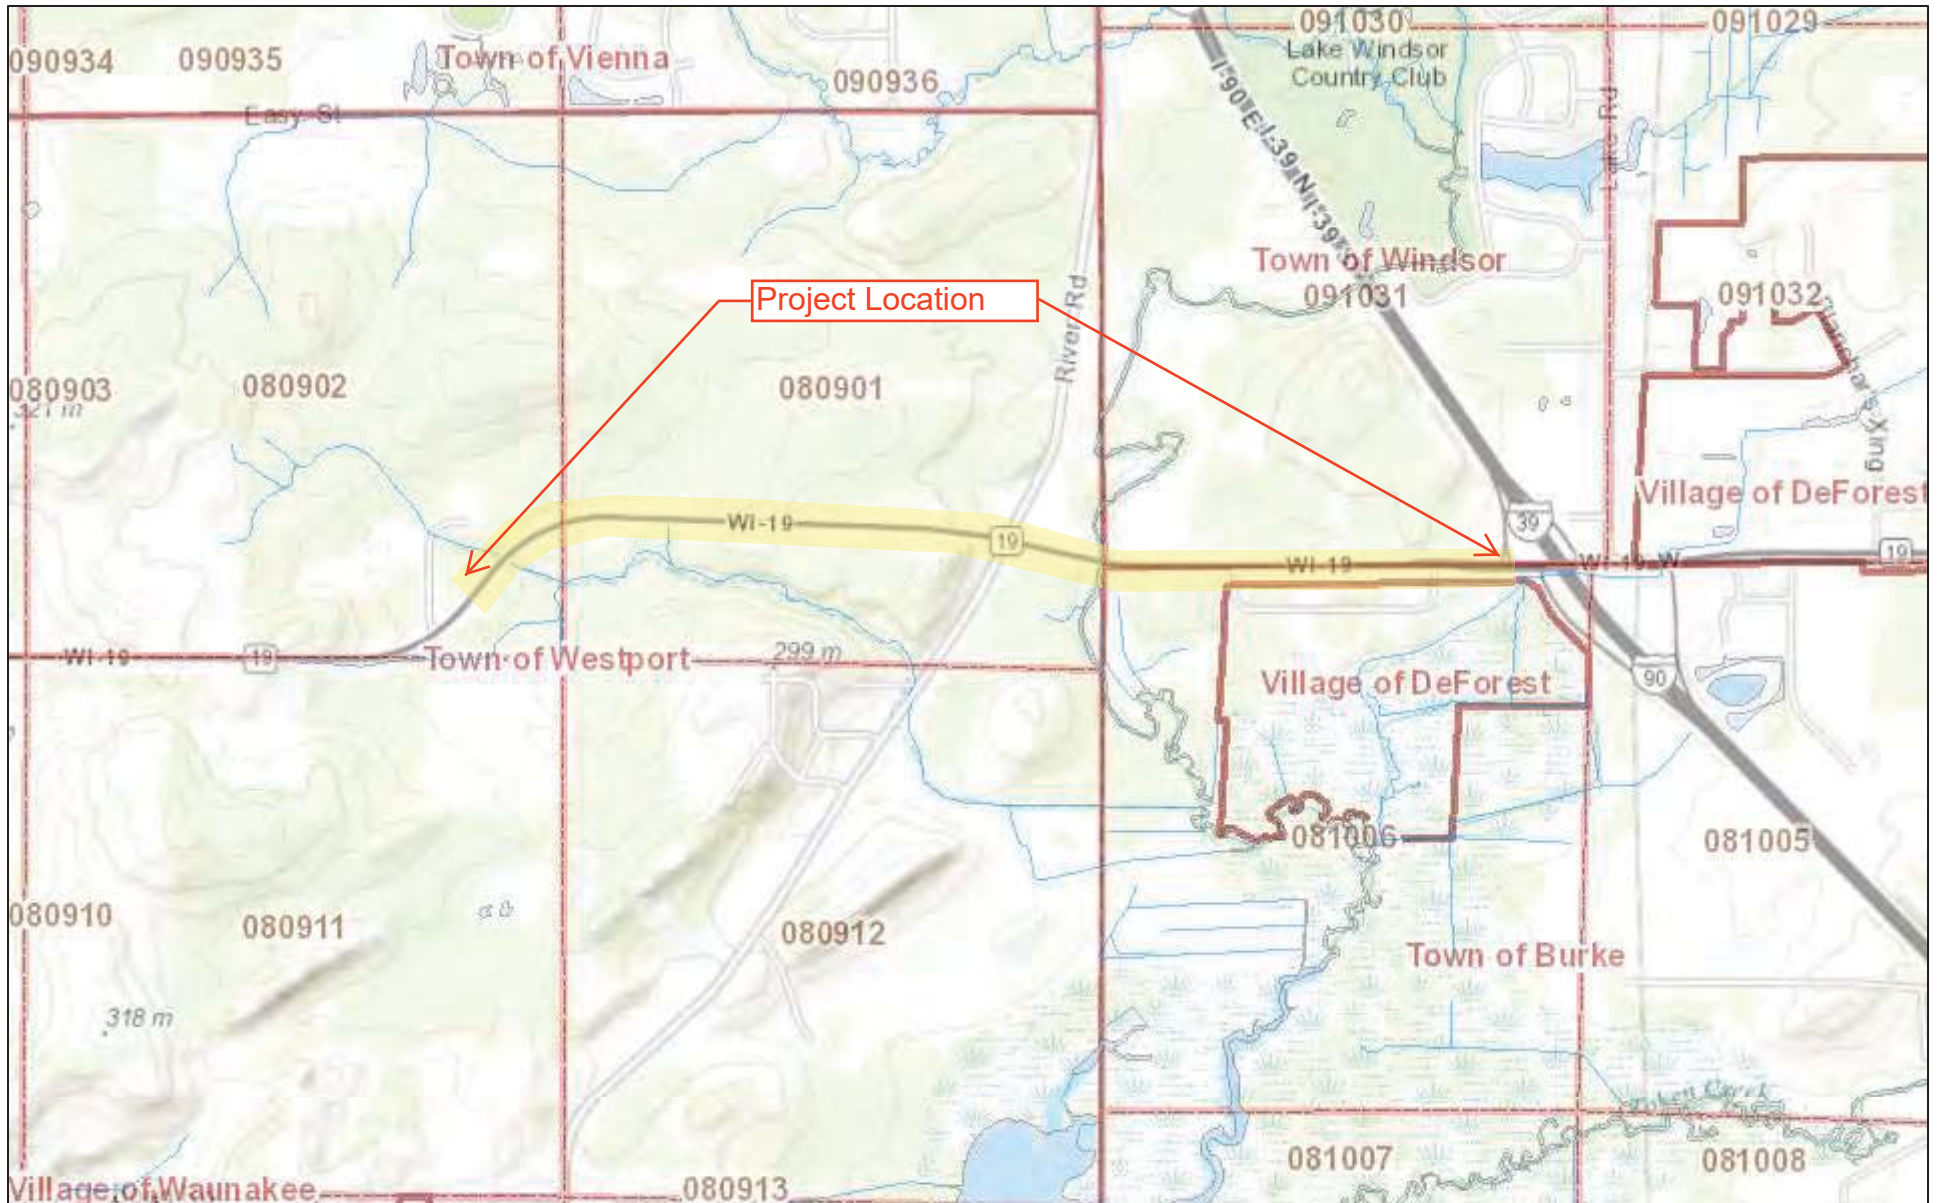 091030
091029
Lake Windsor
Country Club
090934
090935
Town of Vienna
090936
Easy St
I-90 E
I-39 N
I-39
Town of Windsor
091031
091032
Project Location
River Rd
080903
080902
080901
321 m
WI-19
19
39
Village of DeForest
WI-19
WI-19 W
19
WI-19
19
Town of Westport
299 m
Village of DeForest
90
081006
081005
080910
080911
080912
Town of Burke
318 m
081007
081008
Village of Waunakee
080913